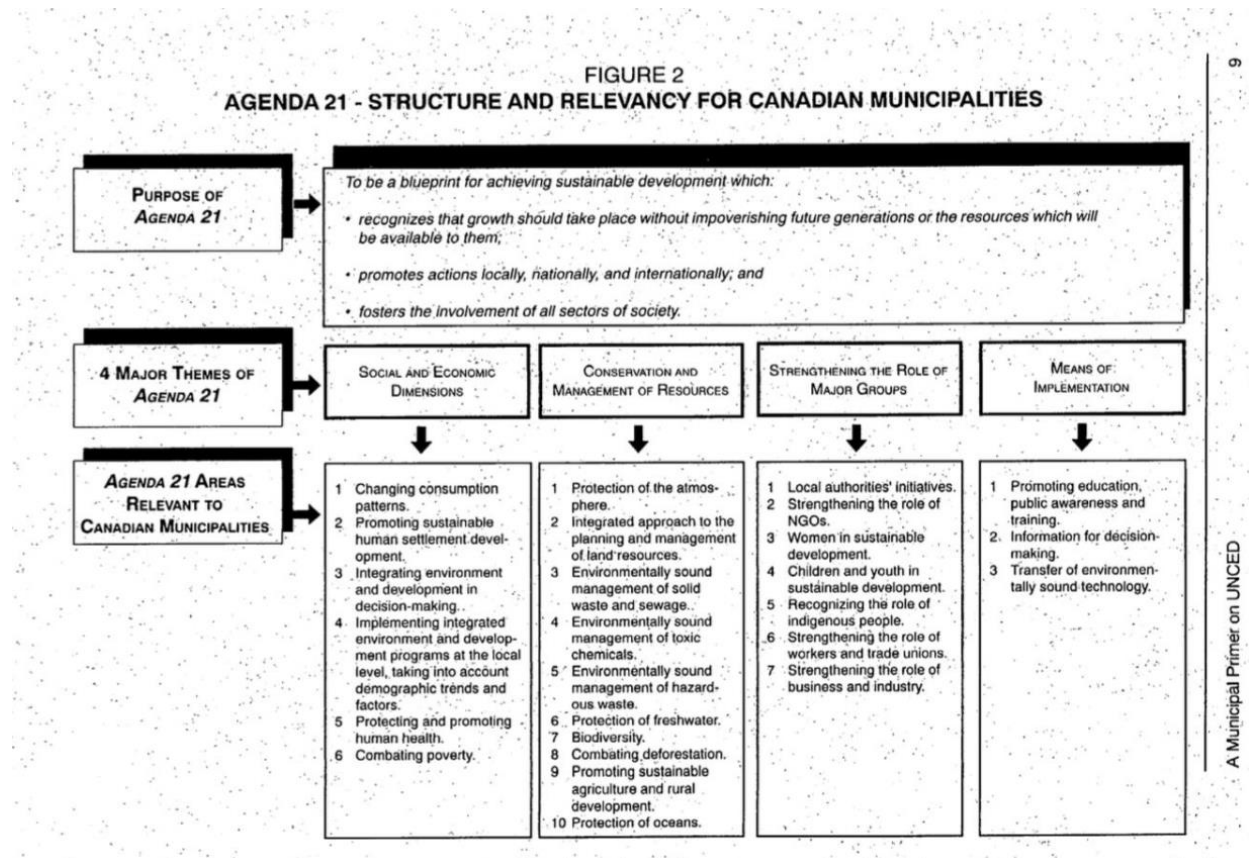 FIGURE 2
AGENDA 21 - STRUCTURE AND RELEVANCY FOR CANADIAN MUNICIPALITIES
PURPOSE OF
AGENDA 21
To be a blueprint for achieving sustainable development which:
• recognizes that growth should take place without impoverishing future generations or the resources which will
be available to them;
• promotes actions locally, nationally, and internationally; and
• fosters the involvement of all sectors of society.
4 MAJOR THEMES OF
AGENDA 21
SOCIAL AND ECONOMIC
DIMENSIONS
CONSERVATION AND
MANAGEMENT OF RESOURCES
STRENGTHENING THE ROLE OF
MAJOR GROUPS
MEANS OF
IMPLEMENTATION
AGENDA 21 AREAS
RELEVANT TO
CANADIAN MUNICIPALITIES
1 Changing consumption
patterns.
2 Promoting sustainable
human settlement devel-
opment.
3 Integrating environment
and development in
decision-making.
4 Implementing integrated
environment and develop-
ment programs at the local
level, taking into account
demographic trends and
factors.
5 Protecting and promoting
human health.
6 Combating poverty.
1 Protection of the atmos-
phere.
2 Integrated approach to the
planning and management
of land resources.
3 Environmentally sound
management of solid
waste and sewage.
4 Environmentally sound
management of toxic
chemicals.
5 Environmentally sound
management of hazard-
ous waste.
6 Protection of freshwater.
7 Biodiversity.
8 Combating deforestation.
9 Promoting sustainable
agriculture and rural
development.
10 Protection of oceans.
1 Local authorities' initiatives.
2 Strengthening the role of
NGOs.
3 Women in sustainable
development.
4 Children and youth in
sustainable development.
5 Recognizing the role of
indigenous people.
6 Strengthening the role of
workers and trade unions.
7 Strengthening the role of
business and industry.
1 Promoting education,
public awareness and
training.
2 Information for decision-
making.
3 Transfer of environmen-
tally sound technology.
A Municipal Primer on UNCED
9